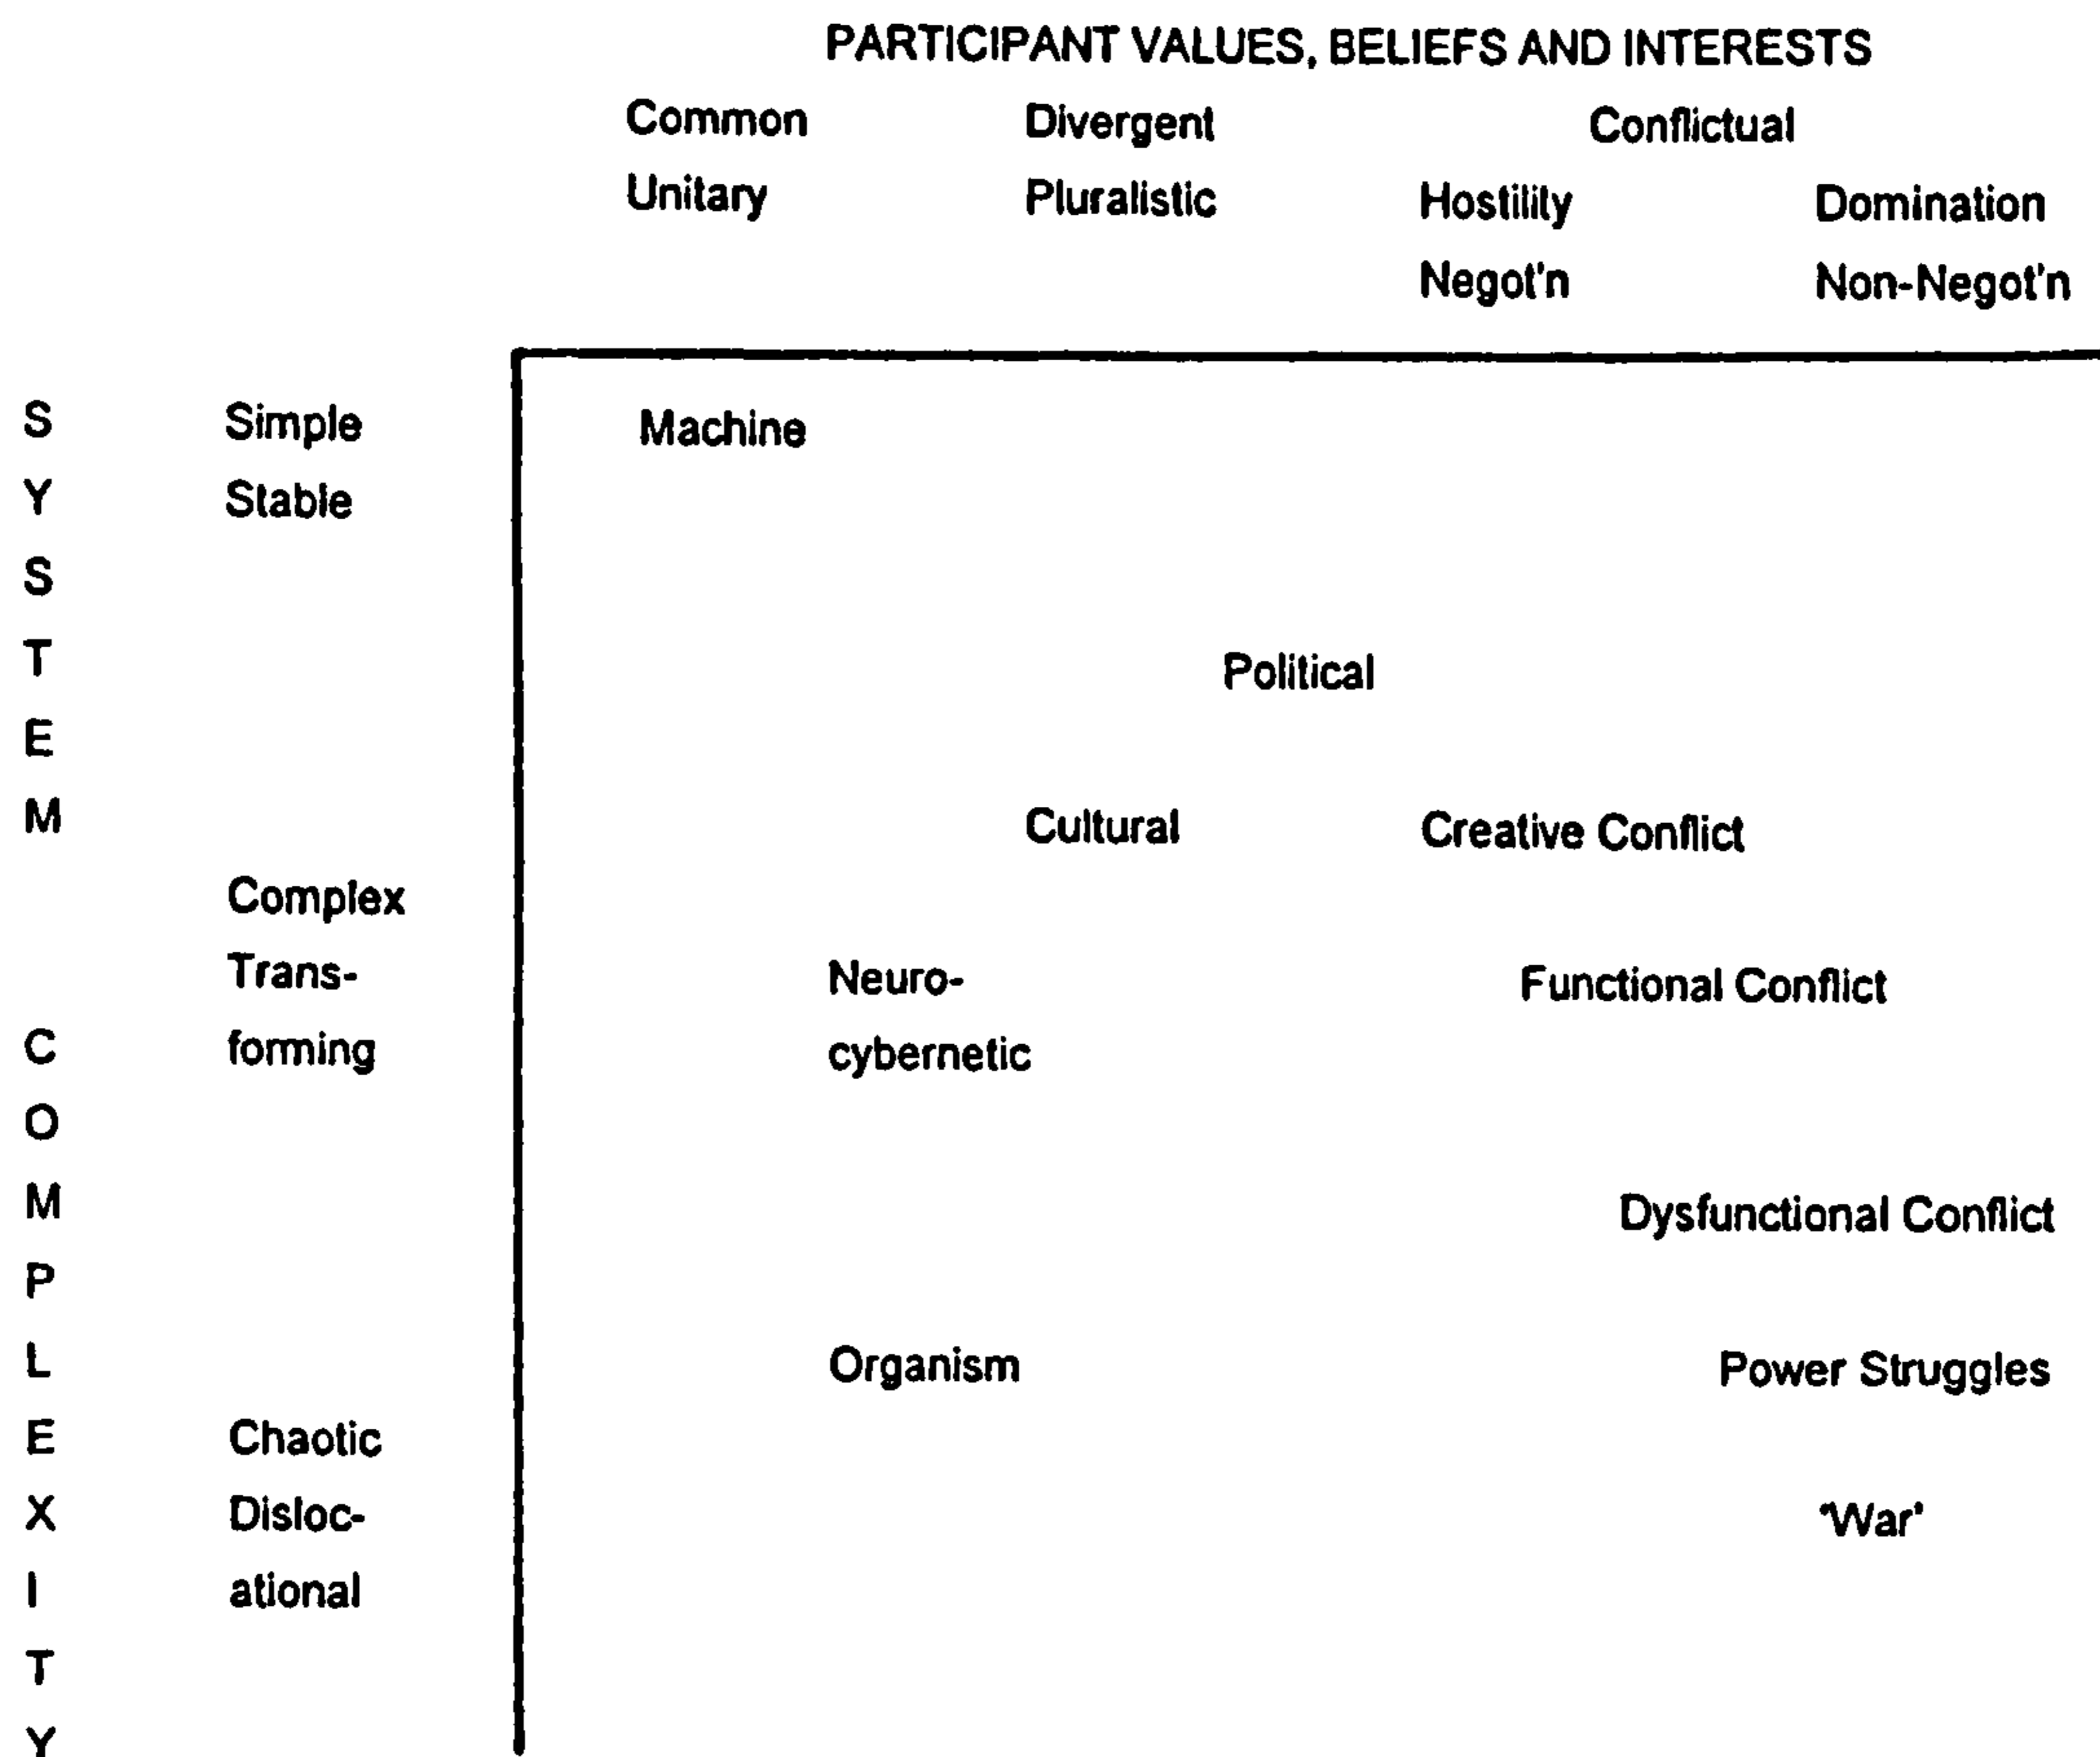 PARTICIPANT VALUES, BELIEFS AND INTERESTS
Common Divergent Conflictual
Unitary Pluralistic Hostility Domination
Negot'n Non-Negot'n
S Simple Machine
Y Stable
S
T Political
E
M Cultural Creative Conflict
Complex
Trans- Neuro- Functional Conflict
C forming cybernetic
O
M Dysfunctional Conflict
P
L Organism Power Struggles
E Chaotic
X Disloc- 'War'
I ational
T
Y